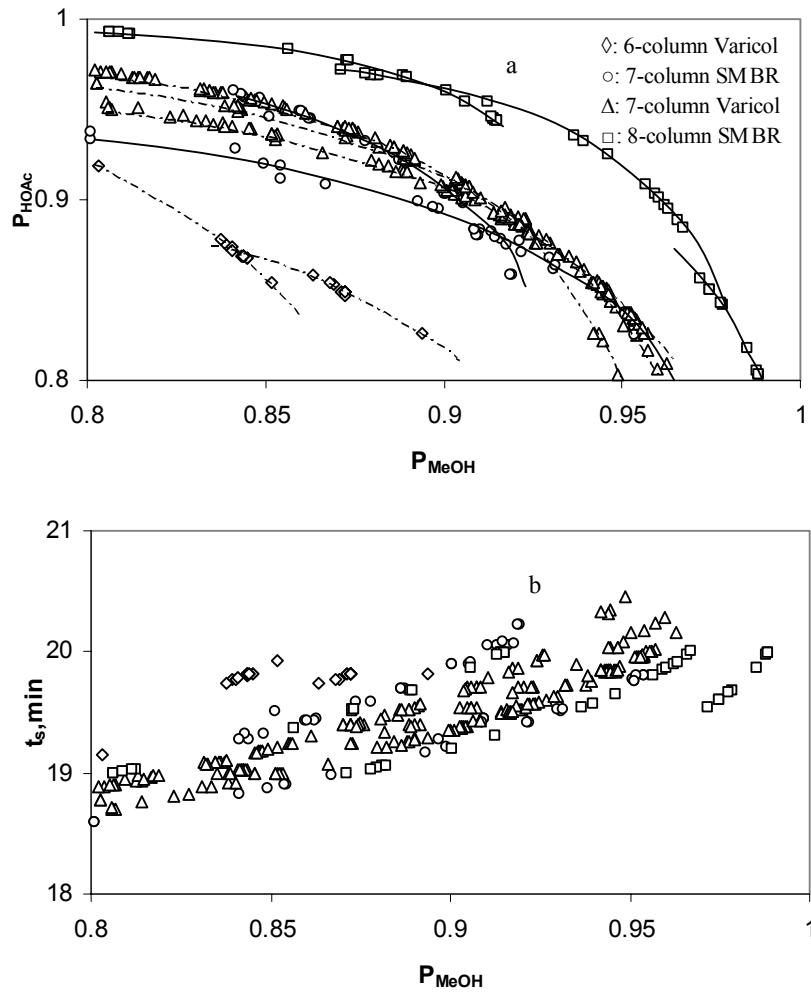 1
a
◇: 6-column Varicol
○: 7-column SMBR
△: 7-column Varicol
□: 8-column SMBR
P_HOAc
0.9
0.8
0.8 0.85 0.9 0.95 1
P_MeOH
21
b
20
t_s,min
19
18
0.8 0.85 0.9 0.95 1
P_MeOH